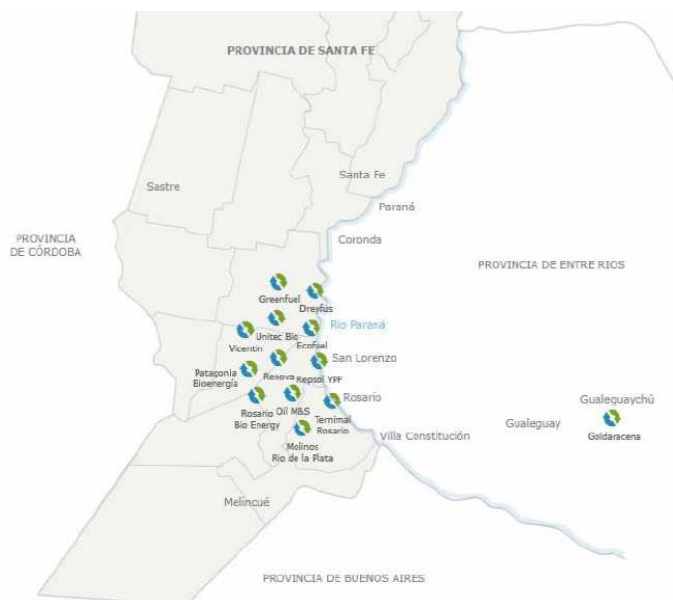 PROVINCIA DE SANTA FE
Santa Fe
Sastre
Paraná
PROVINCIA
DE CÓRDOBA
Coronda
PROVINCIA DE ENTRE RIOS
Greenfuel
Dreyfus
Río Paraná
Unitec Bio
Ecofuel
Vicentin
San Lorenzo
Patagonia
Bioenergía
Renova
Repsol YPF
Rosario
Gualeguaychú
Rosario
Bio Energy
Oil M&S
Terminal
Rosario
Gualeguay
Goldaracena
Villa Constitución
Molinos
Rio de la Plata
Melincué
PROVINCIA DE BUENOS AIRES